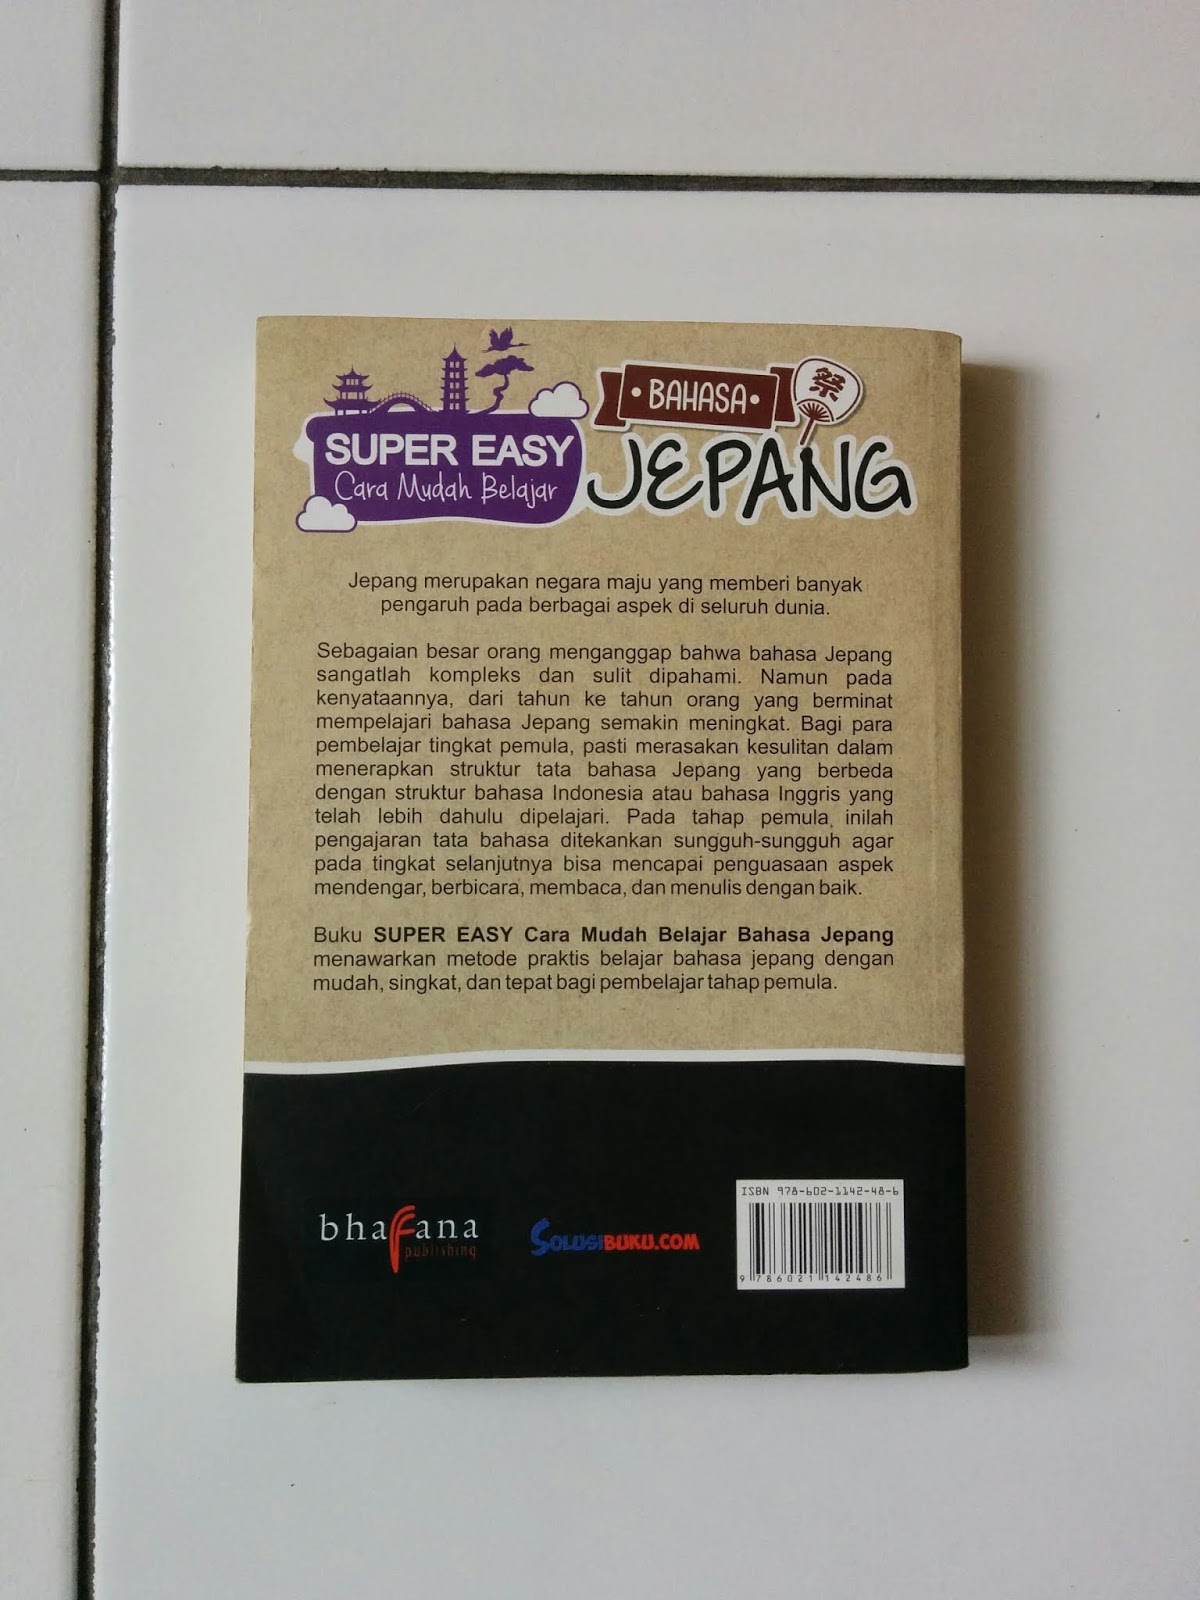 SUPER EASY
Cara Mudah Belajar
• BAHASA •
祭
JEPANG
Jepang merupakan negara maju yang memberi banyak
pengaruh pada berbagai aspek di seluruh dunia.
Sebagaian besar orang menganggap bahwa bahasa Jepang
sangatlah kompleks dan sulit dipahami. Namun pada
kenyataannya, dari tahun ke tahun orang yang berminat
mempelajari bahasa Jepang semakin meningkat. Bagi para
pembelajar tingkat pemula, pasti merasakan kesulitan dalam
menerapkan struktur tata bahasa Jepang yang berbeda
dengan struktur bahasa Indonesia atau bahasa Inggris yang
telah lebih dahulu dipelajari. Pada tahap pemula, inilah
pengajaran tata bahasa ditekankan sungguh-sungguh agar
pada tingkat selanjutnya bisa mencapai penguasaan aspek
mendengar, berbicara, membaca, dan menulis dengan baik.
Buku SUPER EASY Cara Mudah Belajar Bahasa Jepang
menawarkan metode praktis belajar bahasa jepang dengan
mudah, singkat, dan tepat bagi pembelajar tahap pemula.
bhafana
publishing
SOLUSIBUKU.COM
ISBN 978-602-1142-48-6
9 786021 142486